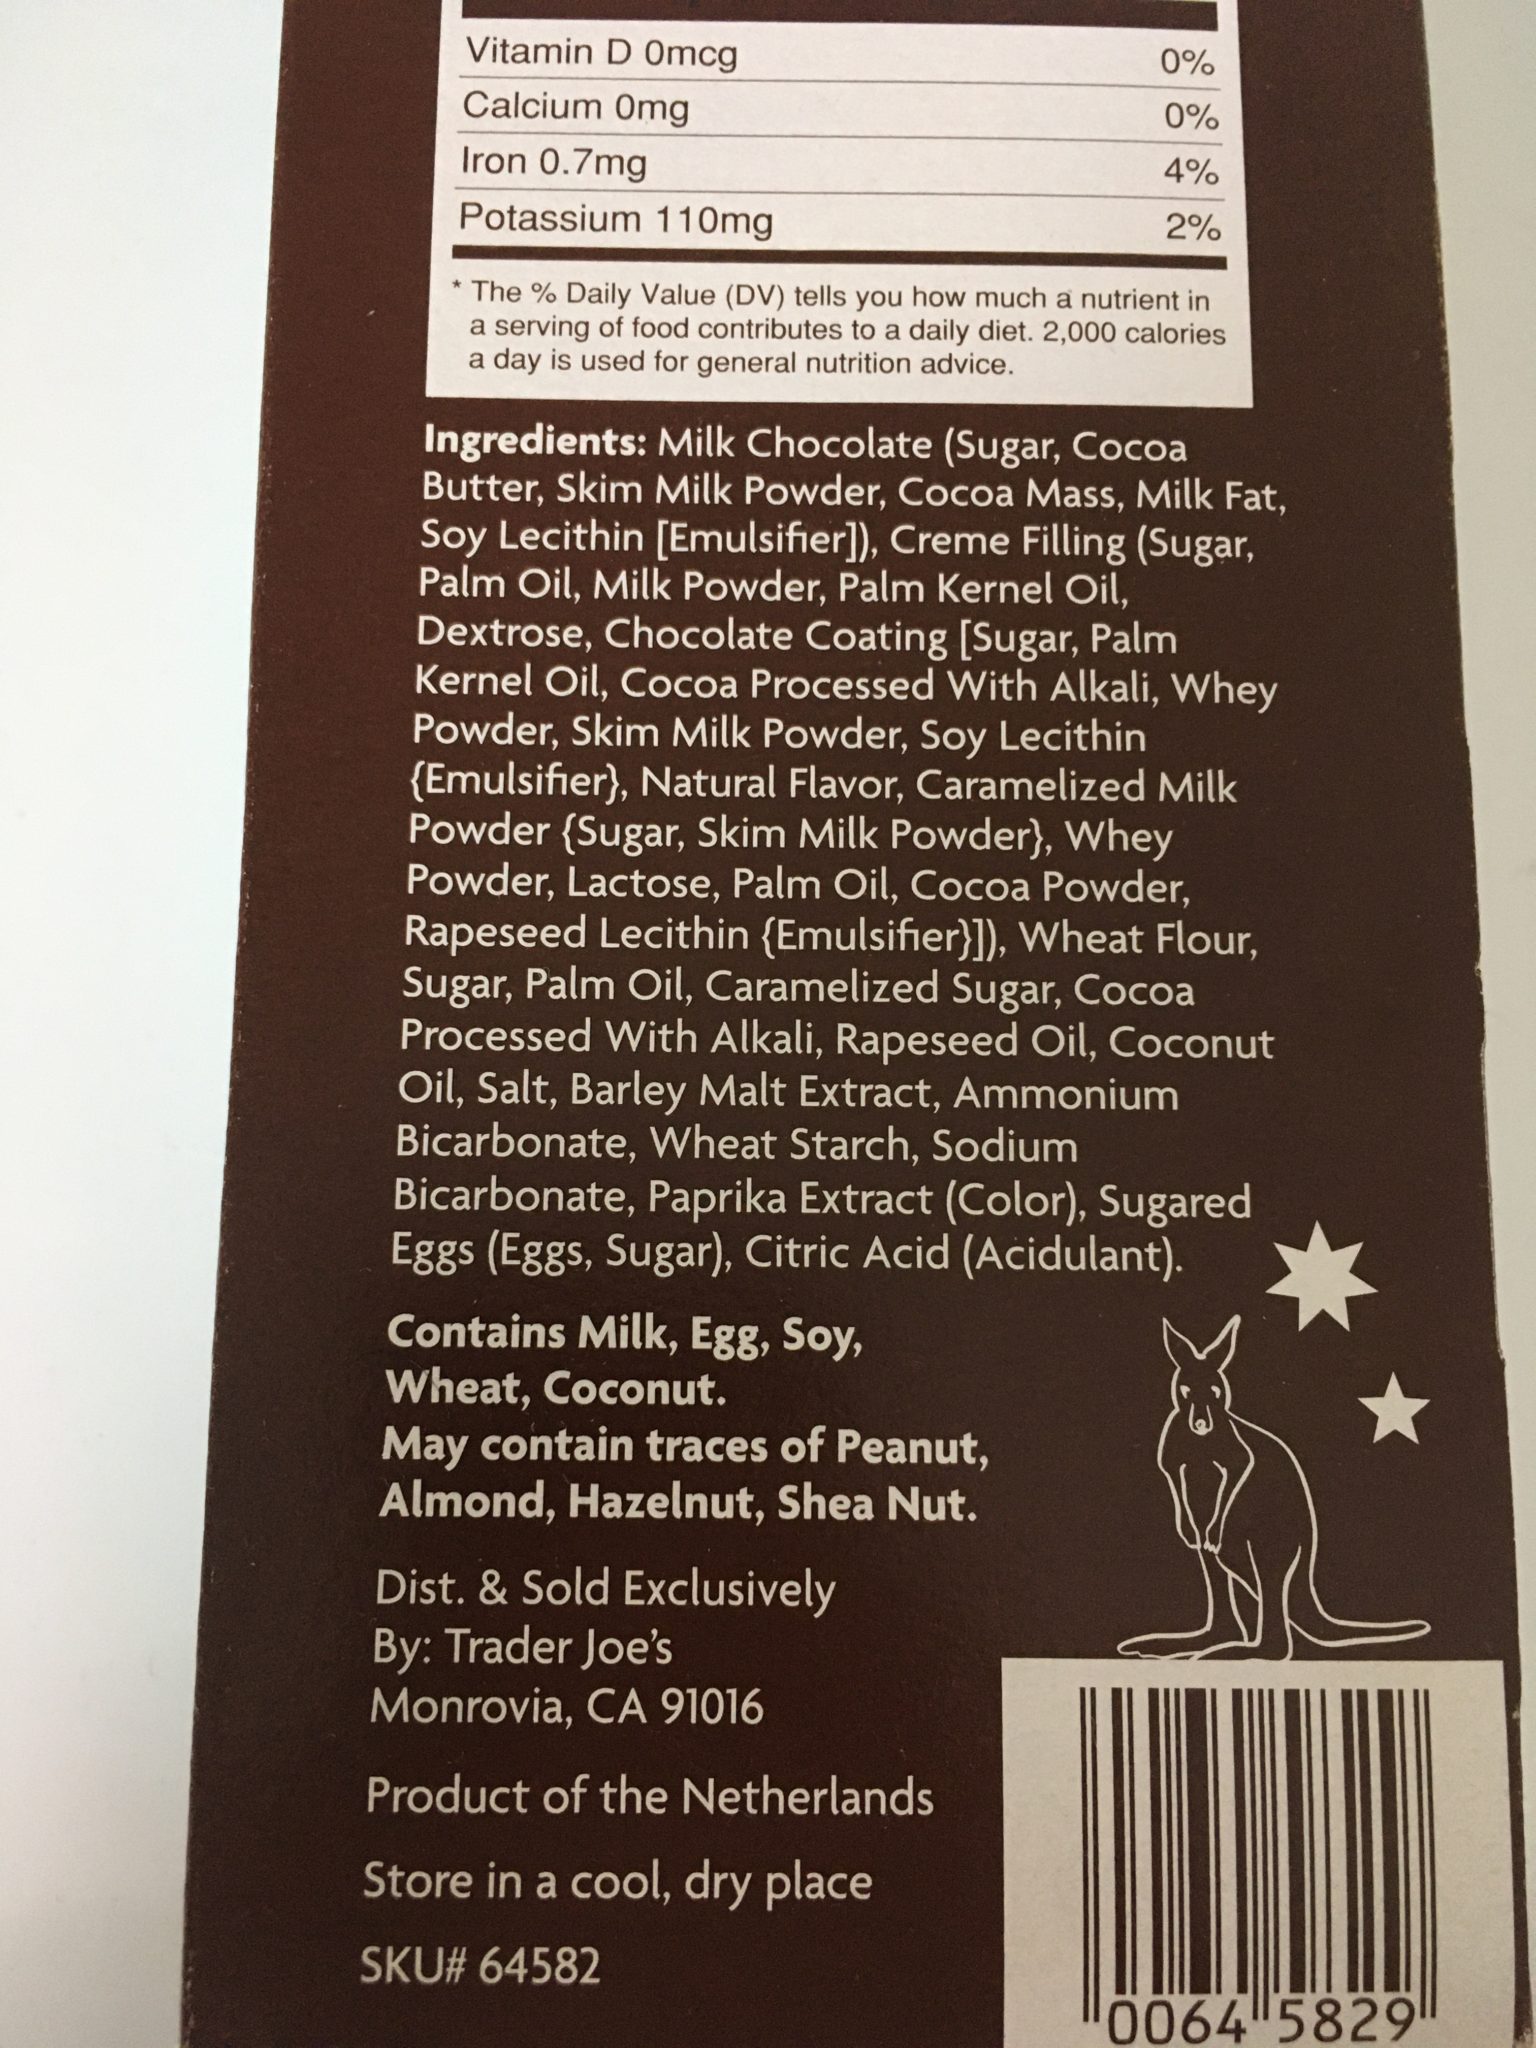 Vitamin D 0mcg 0%
Calcium 0mg 0%
Iron 0.7mg 4%
Potassium 110mg 2%
* The % Daily Value (DV) tells you how much a nutrient in
a serving of food contributes to a daily diet. 2,000 calories
a day is used for general nutrition advice.
Ingredients: Milk Chocolate (Sugar, Cocoa
Butter, Skim Milk Powder, Cocoa Mass, Milk Fat,
Soy Lecithin [Emulsifier]), Creme Filling (Sugar,
Palm Oil, Milk Powder, Palm Kernel Oil,
Dextrose, Chocolate Coating [Sugar, Palm
Kernel Oil, Cocoa Processed With Alkali, Whey
Powder, Skim Milk Powder, Soy Lecithin
{Emulsifier}, Natural Flavor, Caramelized Milk
Powder {Sugar, Skim Milk Powder}, Whey
Powder, Lactose, Palm Oil, Cocoa Powder,
Rapeseed Lecithin {Emulsifier}]), Wheat Flour,
Sugar, Palm Oil, Caramelized Sugar, Cocoa
Processed With Alkali, Rapeseed Oil, Coconut
Oil, Salt, Barley Malt Extract, Ammonium
Bicarbonate, Wheat Starch, Sodium
Bicarbonate, Paprika Extract (Color), Sugared
Eggs (Eggs, Sugar), Citric Acid (Acidulant).
Contains Milk, Egg, Soy,
Wheat, Coconut.
May contain traces of Peanut,
Almond, Hazelnut, Shea Nut.
Dist. & Sold Exclusively
By: Trader Joe's
Monrovia, CA 91016
Product of the Netherlands
Store in a cool, dry place
SKU# 64582
0064 5829